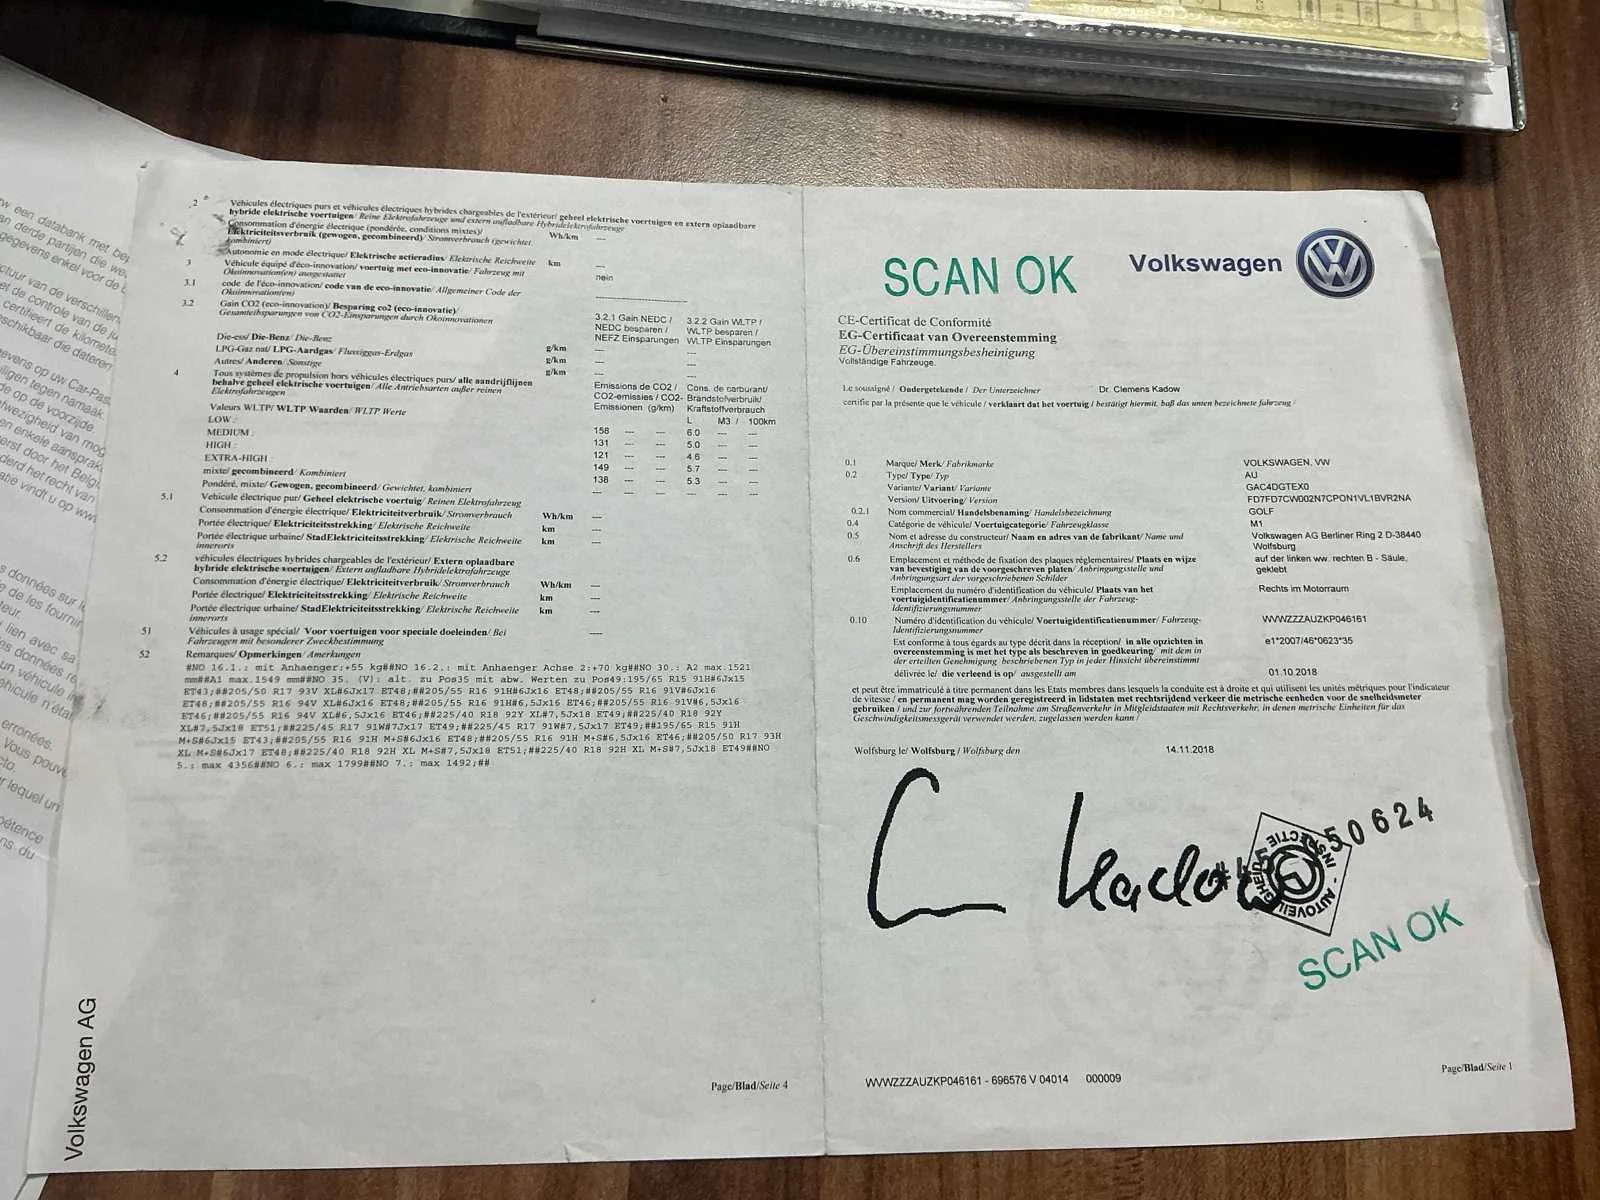 .2 Véhicules électriques purs et véhicules électriques hybrides chargeables de l'extérieur/ geheel elektrische voertuigen en extern oplaadbare
hybride elektrische voertuigen/ Reine Elektrofahrzeuge und extern aufladbare Hybridelektrofahrzeuge
Consommation d'énergie électrique (pondérée, conditions mixtes)/
Elektriciteitsverbruik (gewogen, gecombineerd)/ Stromverbrauch (gewichtet, Wh/km ---
kombiniert)
Autonomie en mode électrique/ Elektrische actieradius/ Elektrische Reichweite km ---
3 Véhicule équipé d'éco-innovation/ voertuig met eco-innovatie/ Fahrzeug mit nein
Ökoinnovation(en) ausgestattet
3.1 code de l'éco-innovation/ code van de eco-innovatie/ Allgemeiner Code der
Ökoinnovation(en)
3.2 Gain CO2 (eco-innovation)/ Besparing co2 (eco-innovatie)/
Gesamteinsparungen von CO2-Einsparungen durch Ökoinnovationen
3.2.1 Gain NEDC / 3.2.2 Gain WLTP /
NEDC besparen / WLTP besparen /
NEFZ Einsparungen WLTP Einsparungen
Die-ess/ Die-Benz/ Die-Benz g/km --- ---
LPG-Gaz nat/ LPG-Aardgas/ Flussiggas-Erdgas g/km --- ---
Autres/ Anderen/ Sonstige g/km --- ---
4 Tous systèmes de propulsion hors véhicules électriques purs/ alle aandrijflijnen
behalve geheel elektrische voertuigen/ Alle Antriebsarten außer reinen
Elektrofahrzeugen
Emissions de CO2 / Cons. de carburant/
CO2-emissies / CO2- Brandstofverbruik/
Emissionen (g/km) Kraftstoffverbrauch
Valeurs WLTP/ WLTP Waarden/ WLTP Werte L M3 / 100km
LOW : 158 --- --- 6.0 --- ---
MEDIUM : 131 --- --- 5.0 --- ---
HIGH : 121 --- --- 4.6 --- ---
EXTRA-HIGH : 149 --- --- 5.7 --- ---
mixte/ gecombineerd/ Kombiniert 138 --- --- 5.3 --- ---
Pondéré, mixte/ Gewogen, gecombineerd/ Gewichtet, kombiniert --- --- --- --- --- ---
5.1 Véhicule électrique pur/ Geheel elektrisch voertuig/ Reinen Elektrofahrzeug
Consommation d'énergie électrique/ Elektriciteitsverbruik/ Stromverbrauch Wh/km ---
Portée électrique/ Elektriciteitsstrekking/ Elektrische Reichweite km ---
Portée électrique urbaine/ StadElektriciteitsstrekking/ Elektrische Reichweite km ---
innerorts
5.2 véhicules électriques hybrides chargeables de l'extérieur/ Extern oplaadbare
hybride elektrische voertuigen/ Extern aufladbare Hybridelektrofahrzeuge
Consommation d'énergie électrique/ Elektriciteitverbruik/ Stromverbrauch Wh/km ---
Portée électrique/ Elektriciteitsstrekking/ Elektrische Reichweite km ---
Portée électrique urbaine/ StadElektriciteitsstrekking/ Elektrische Reichweite km ---
innerorts
51 Véhicules à usage spécial/ Voor voertuigen voor speciale doeleinden/ Bei ----
Fahrzeugen mit besonderer Zweckbestimmung
52 Remarques/ Opmerkingen/ Anmerkungen
#NO 16.1.: mit Anhaenger:+55 kg##NO 16.2.: mit Anhaenger Achse 2:+70 kg##NO 30.: A2 max.1521
mm##A1 max.1549 mm##NO 35. (V): alt. zu Pos35 mit abw. Werten zu Pos49:195/65 R15 91H#6Jx15
ET43;##205/50 R17 93V XL#6Jx17 ET48;##205/55 R16 91H#6Jx16 ET48;##205/55 R16 91V#6Jx16
ET48;##205/55 R16 94V XL#6Jx16 ET48;##205/55 R16 91H#6,5Jx16 ET46;##205/55 R16 91V#6,5Jx16
ET46;##205/55 R16 94V XL#6,5Jx16 ET46;##225/40 R18 92Y XL#7,5Jx18 ET49;##225/40 R18 92Y
XL#7,5Jx18 ET51;##225/45 R17 91W#7Jx17 ET49;##225/45 R17 91W#7,5Jx17 ET49;##195/65 R15 91H
M+S#6Jx15 ET43;##205/55 R16 91H M+S#6Jx16 ET48;##205/55 R16 91H M+S#6,5Jx16 ET46;##205/50 R17 93H
XL M+S#6Jx17 ET48;##225/40 R18 92H XL M+S#7,5Jx18 ET51;##225/40 R18 92H XL M+S#7,5Jx18 ET49##NO
5.: max 4356##NO 6.: max 1799##NO 7.: max 1492;##
Volkswagen AG
Page/Blad/Seite 4
SCAN OK
Volkswagen
CE-Certificat de Conformité
EG-Certificaat van Overeenstemming
EG-Übereinstimmungsbesheinigung
Vollständige Fahrzeuge.
Le soussigné / Ondergetekende / Der Unterzeichner Dr. Clemens Kadow
certifie par la présente que le véhicule / verklaart dat het voertuig / bestätigt hiermit, baß das unten bezeichnete fahrzeug /
0.1 Marque/ Merk/ Fabrikmarke VOLKSWAGEN, VW
0.2 Type/ Type/ Typ AU
Variante/ Variant/ Variante GAC4DGTEX0
Version/ Uitvoering/ Version FD7FD7CW002N7CPON1VL1BVR2NA
0.2.1 Nom commercial/ Handelsbenaming/ Handelsbezeichnung GOLF
0.4 Catégorie de véhicule/ Voertuigcategorie/ Fahrzeugklasse M1
0.5 Nom et adresse du constructeur/ Naam en adres van de fabrikant/ Name und Volkswagen AG Berliner Ring 2 D-38440
Anschrift des Herstellers Wolfsburg
0.6 Emplacement et méthode de fixation des plaques réglementaires/ Plaats en wijze auf der linken ww. rechten B - Säule,
van bevestiging van de voorgeschreven platen/ Anbringungsstelle und geklebt
Anbringungsart der vorgeschriebenen Schilder
Emplacement du numéro d'identification du véhicule/ Plaats van het Rechts im Motorraum
voertuigidentificatienummer/ Anbringungsstelle der Fahrzeug-
Identifizierungsnummer
0.10 Numéro d'identification du véhicule/ Voertuigidentificatienummer/ Fahrzeug- WVWZZZAUZKP046161
Identifizierungsnummer
Est conforme à tous égards au type décrit dans la réception/ in alle opzichten in e1*2007/46*0623*35
overeenstemming is met het type als beschreven in goedkeuring/ mit dem in
der erteilten Genehmigung beschriebenen Typ in jeder Hinsicht übereinstimmt
délivrée le/ die verleend is op/ ausgestellt am 01.10.2018
et peut être immatriculé à titre permanent dans les Etats membres dans lesquels la conduite est à droite et qui utilisent les unités métriques pour l'indicateur
de vitesse / en permanent mag worden geregistreerd in lidstaten met rechtsrijdend verkeer die metrische eenheden voor de snelheidsmeter
gebruiken / und zur fortwährenden Teilnahme am Straßenverkehr in Mitgliedstaaten mit Rechtsverkehr, in denen metrische Einheiten für das
Geschwindigkeitsmessgerät verwendet werden, zugelassen werden kann /
Wolfsburg le/ Wolfsburg / Wolfsburg den 14.11.2018
C Kadow
AUTOVEILIGHEID - INSPECTIE
50624
SCAN OK
WVWZZZAUZKP046161 - 696576 V 04014 000009
Page/Blad/Seite 1